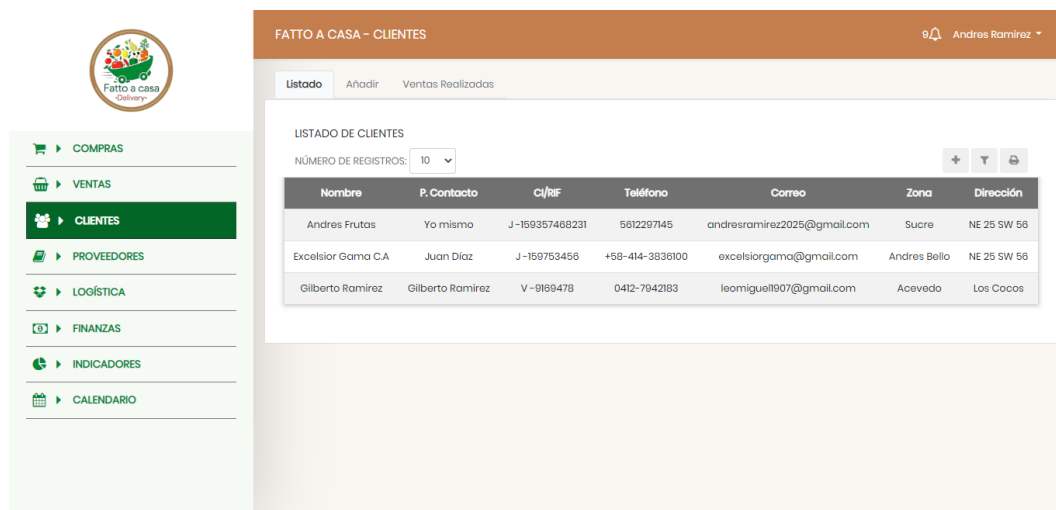 Fatto a casa
-Delivery-
COMPRAS
VENTAS
CLIENTES
PROVEEDORES
LOGÍSTICA
FINANZAS
INDICADORES
CALENDARIO
FATTO A CASA - CLIENTES
9 Andres Ramirez
Listado Añadir Ventas Realizadas
LISTADO DE CLIENTES
NÚMERO DE REGISTROS: 10
Nombre P. Contacto CI/RIF Teléfono Correo Zona Dirección
Andres Frutas Yo mismo J -159357468231 5612297145 andresramirez2025@gmail.com Sucre NE 25 SW 56
Excelsior Gama C.A Juan Díaz J -159753456 +58-414-3836100 excelsiorgama@gmail.com Andres Bello NE 25 SW 56
Gilberto Ramirez Gilberto Ramirez V -9169478 0412-7942183 leomiguel1907@gmail.com Acevedo Los Cocos